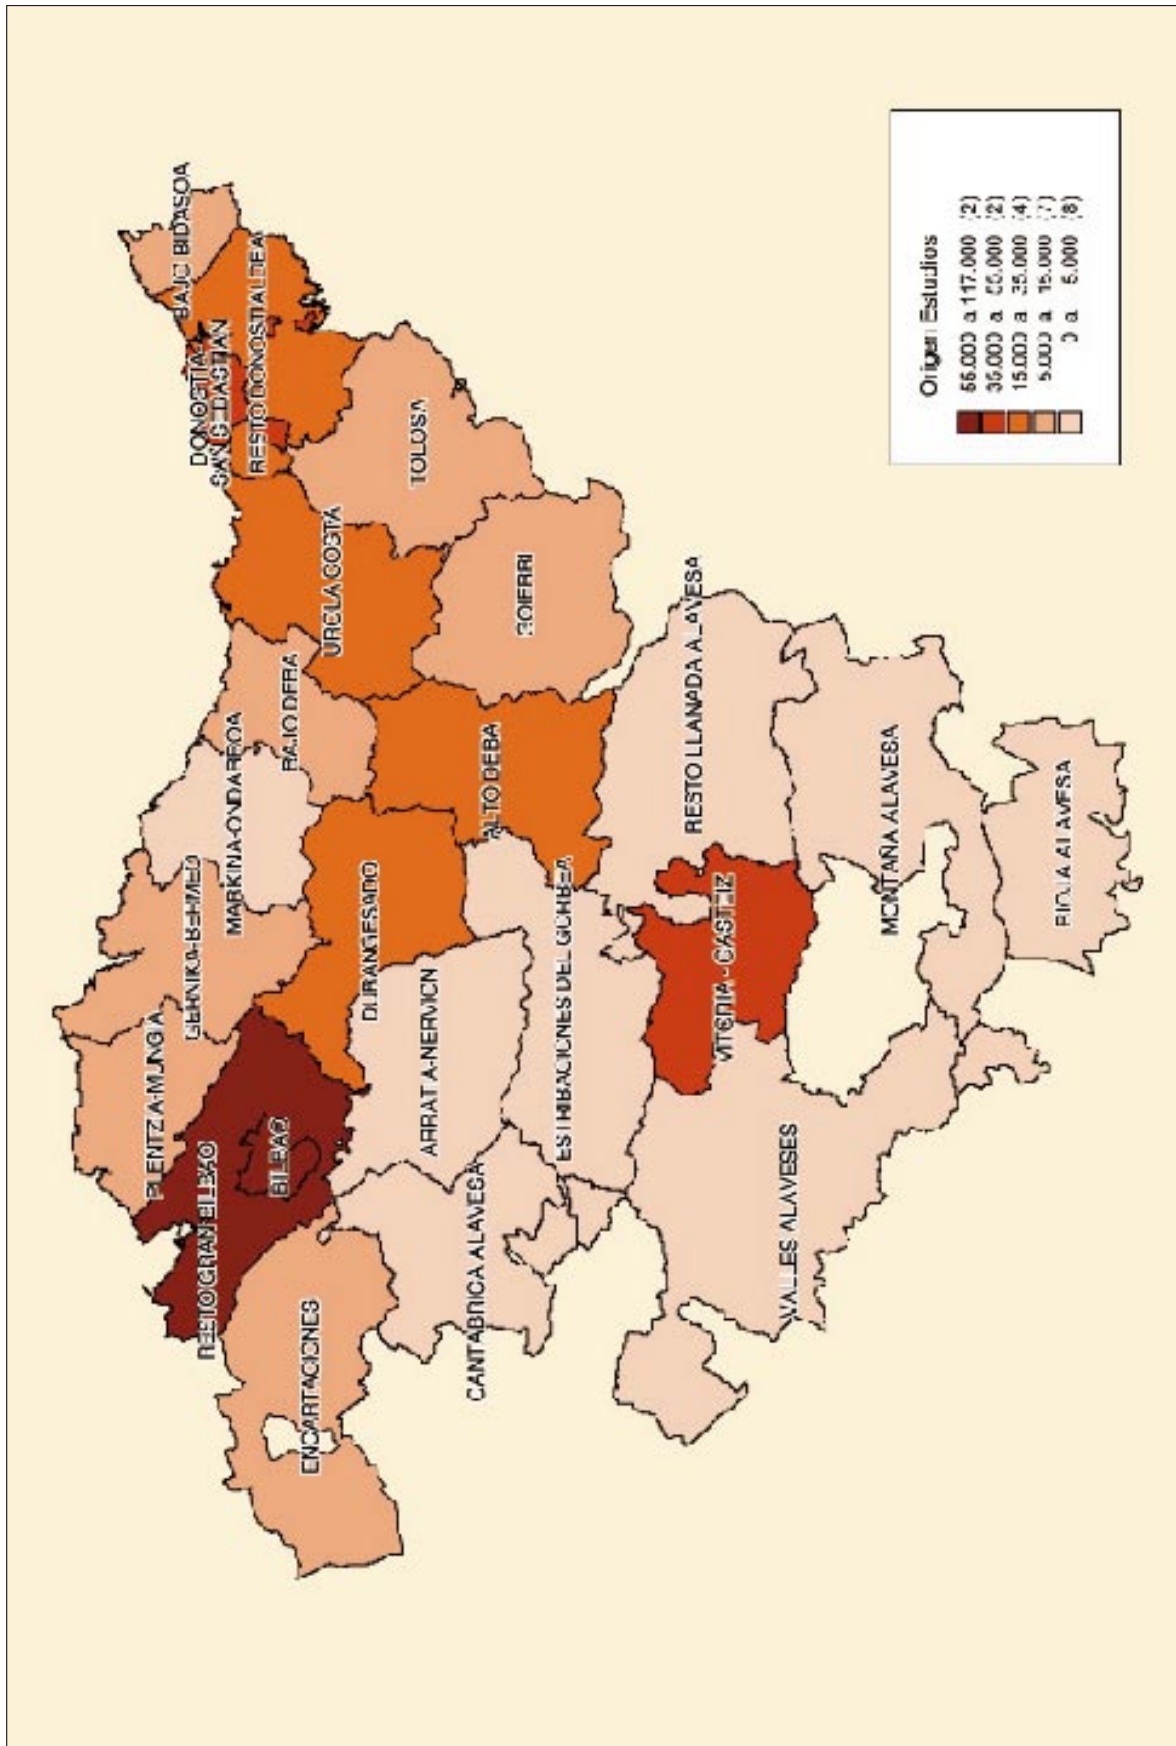 BAJO BIDASOA
DONOSTIA-
SAN SEBASTIAN
RESTO DONOSTIALDEA
PLENTZIA-MUNGIA
GERNIKA-BERMEO
MARKINA-ONDARROA
BAJO DEBA
UROLA COSTA
TOLOSA
RESTO GRAN BILBAO
BILBAO
ENCARTACIONES
DURANGESADO
ALTO DEBA
GOIERRI
ARRATIA-NERVION
CANTABRICA ALAVESA
ESTRIBACIONES DEL GORBEA
RESTO LLANADA ALAVESA
VITORIA - GASTEIZ
VALLES ALAVESES
MONTAÑA ALAVESA
RIOJA ALAVESA
Origen Estudios
55.000 a 117.000 (2)
35.000 a 55.000 (2)
15.000 a 35.000 (4)
5.000 a 15.000 (7)
0 a 5.000 (8)